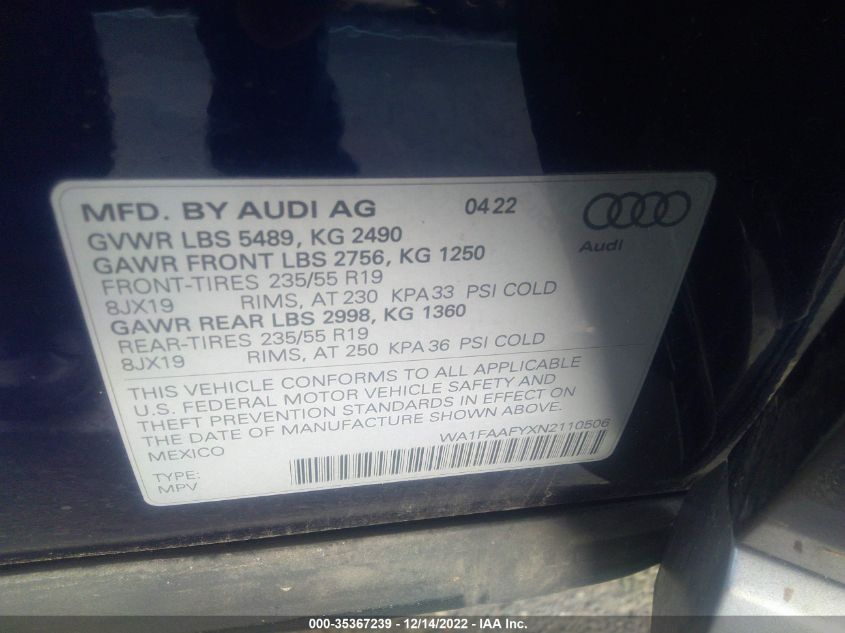 MFD. BY AUDI AG 04 22
GVWR LBS 5489, KG 2490
Audi
GAWR FRONT LBS 2756, KG 1250
FRONT-TIRES 235/55 R19
8JX19 RIMS, AT 230 KPA 33 PSI COLD
GAWR REAR LBS 2998, KG 1360
REAR-TIRES 235/55 R19
8JX19 RIMS, AT 250 KPA 36 PSI COLD
THIS VEHICLE CONFORMS TO ALL APPLICABLE
U.S. FEDERAL MOTOR VEHICLE SAFETY AND
THEFT PREVENTION STANDARDS IN EFFECT ON
THE DATE OF MANUFACTURE SHOWN ABOVE.
MEXICO
WA1FAAFYXN2110506
TYPE:
MPV
000-35367239 - 12/14/2022 - IAA Inc.